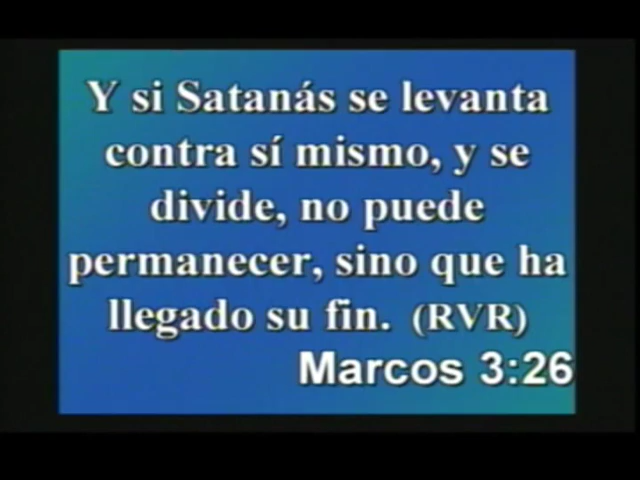 Y si Satanás se levanta
contra sí mismo, y se
divide, no puede
permanecer, sino que ha
llegado su fin. (RVR)
Marcos 3:26